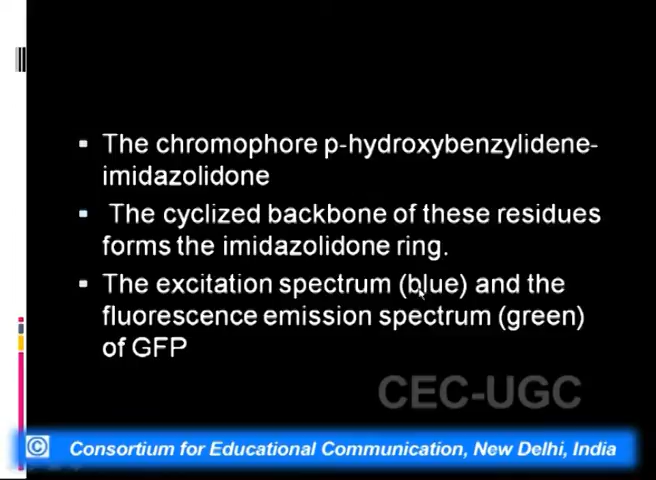 The chromophore p-hydroxybenzylidene-
imidazolidone
The cyclized backbone of these residues
forms the imidazolidone ring.
The excitation spectrum (blue) and the
fluorescence emission spectrum (green)
of GFP
CEC-UGC
© Consortium for Educational Communication, New Delhi, India